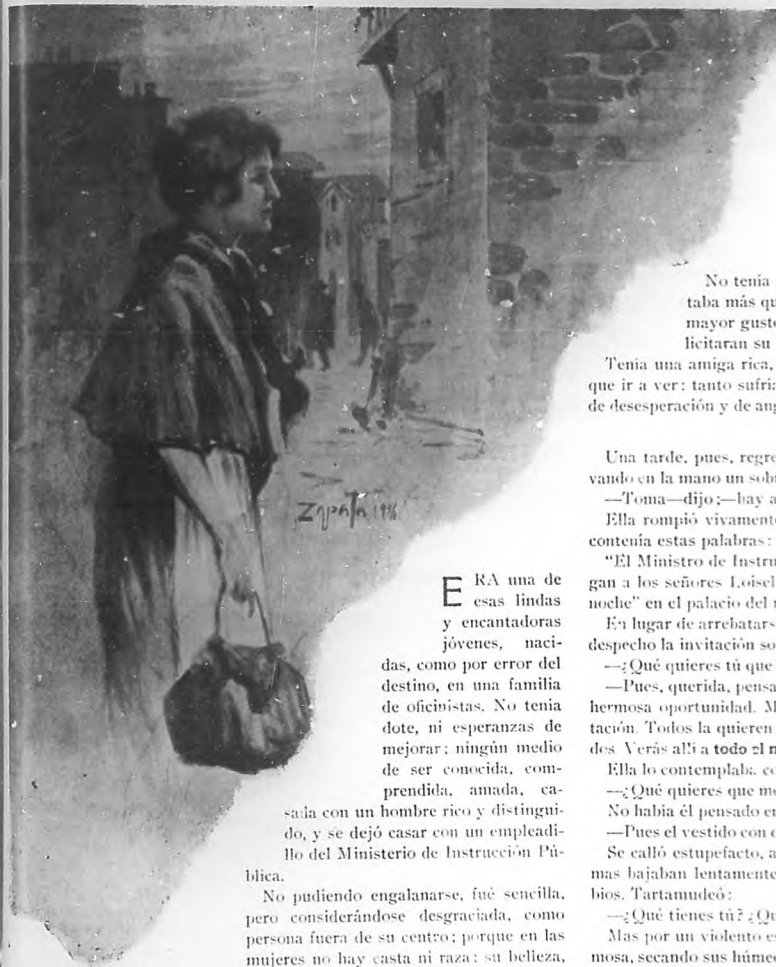 Zapata
ERA una de
esas lindas
y encantadoras
jóvenes, naci-
das, como por error del
destino, en una familia
de oficinistas. No tenía
dote, ni esperanzas de
mejorar; ningún medio
de ser conocida, com-
prendida, amada, ca-
sada con un hombre rico y distingui-
do, y se dejó casar con un empleadi-
llo del Ministerio de Instrucción Pú-
blica.
No pudiendo engalanarse, fué sencilla,
pero considerándose desgraciada, como
persona fuera de su centro; porque en las
mujeres no hay casta ni raza: su belleza,
No tenía
taba más qu
mayor gusto
licitaran su
Tenía una amiga rica,
que ir a ver: tanto sufría
de desesperación y de ang
Una tarde, pues, regre
vando en la mano un sobr
—Toma—dijo;—hay a
Ella rompió vivamente
contenía estas palabras:
"El Ministro de Instru
gan a los señores Loisel
noche" en el palacio del
En lugar de arrebatars
despecho la invitación so
—¿Qué quieres tú que
—Pues, querida, pensa
hermosa oportunidad. M
tación. Todos la quieren
des Verás allí a todo el m
Ella lo contemplaba co
—¿Qué quieres que me
No había él pensado en
—Pues el vestido con
Se calló estupefacto, a
mas bajaban lentamente
bios. Tartamudeó:
—¿Qué tienes tú? ¿Qu
Mas por un violento es
mosa, secando sus húmed